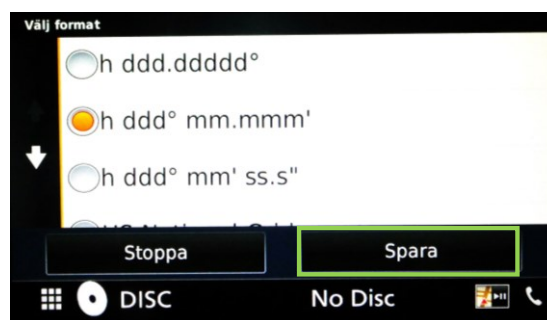 Välj format
h ddd.ddddd°
h ddd° mm.mmm'
h ddd° mm' ss.s"
Stoppa Spara
DISC No Disc